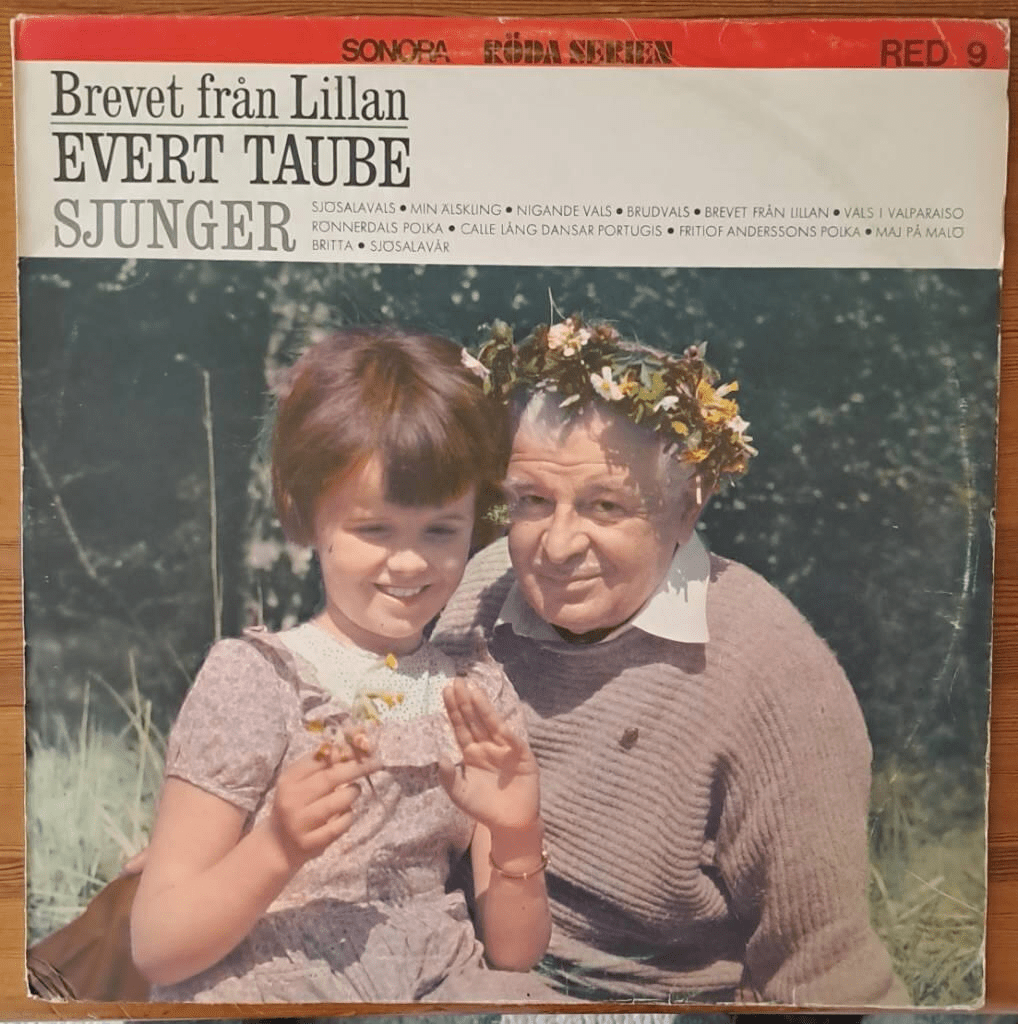 SONORA RÖDA SERIEN RED 9
Brevet från Lillan
EVERT TAUBE
SJUNGER
SJÖSALAVALS • MIN ÄLSKLING • NIGANDE VALS • BRUDVALS • BREVET FRÅN LILLAN • VALS I VALPARAISO
RÖNNERDALS POLKA • CALLE LÅNG DANSAR PORTUGIS • FRITIOF ANDERSSONS POLKA • MAJ PÅ MALÖ
BRITTA • SJÖSALAVÅR